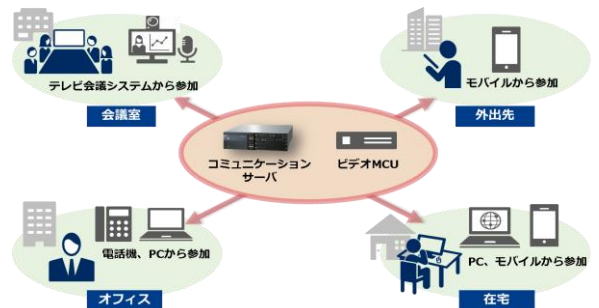 テレビ会議システムから参加
会議室
モバイルから参加
外出先
コミュニケーション
サーバ
ビデオMCU
電話機、PCから参加
オフィス
PC、モバイルから参加
在宅